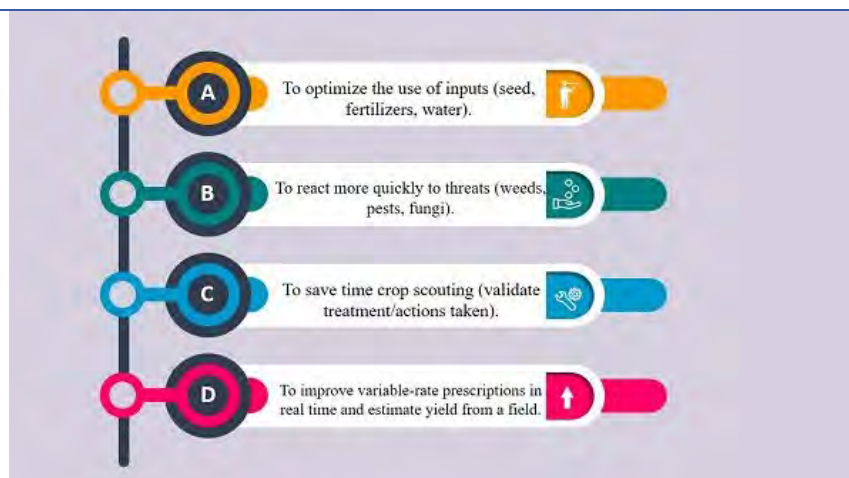 A
To optimize the use of inputs (seed,
fertilizers, water).
B
To react more quickly to threats (weeds,
pests, fungi).
C
To save time crop scouting (validate
treatment/actions taken).
D
To improve variable-rate prescriptions in
real time and estimate yield from a field.